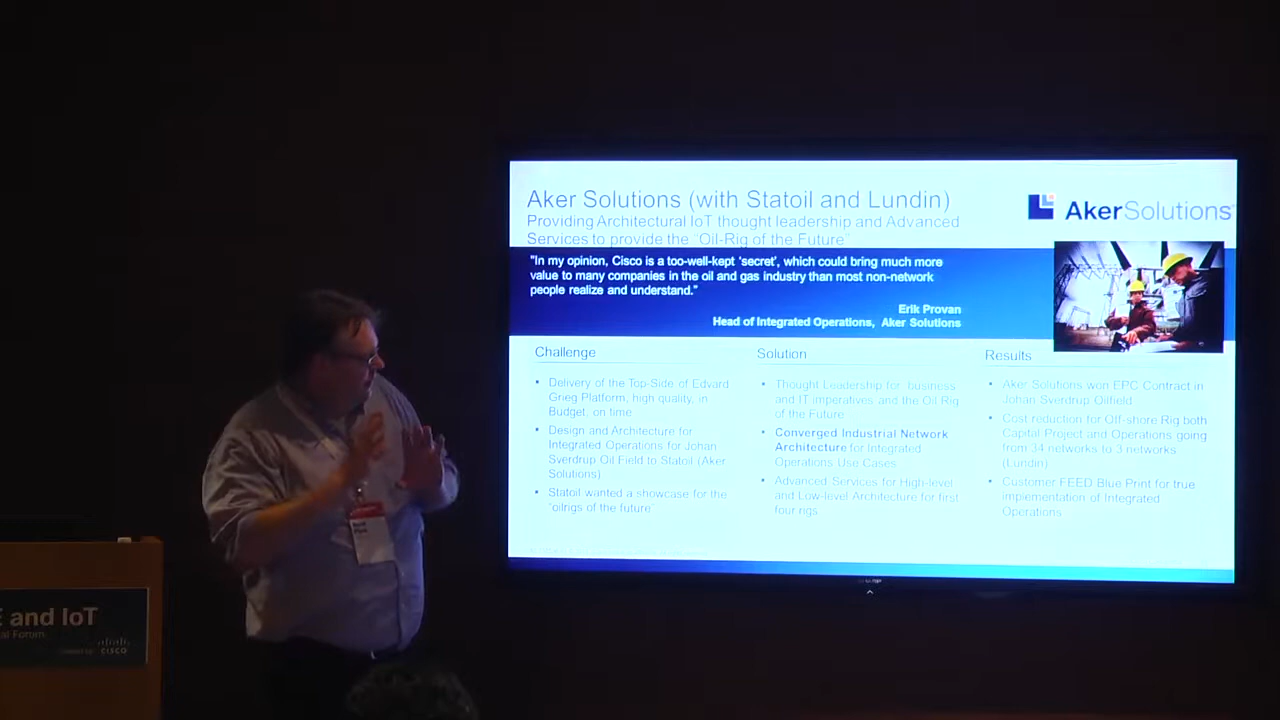 Aker Solutions (with Statoil and Lundin)
Providing Architectural IoT thought leadership and Advanced
Services to provide the "Oil-Rig of the Future"
AkerSolutions
"In my opinion, Cisco is a too-well-kept 'secret', which could bring much more
value to many companies in the oil and gas industry than most non-network
people realize and understand."
Erik Provan
Head of Integrated Operations, Aker Solutions
Challenge
• Delivery of the Top-Side of Edvard
Grieg Platform, high quality, in
Budget, on time
• Design and Architecture for
Integrated Operations for Johan
Sverdrup Oil Field to Statoil (Aker
Solutions)
• Statoil wanted a showcase for the
"oilrigs of the future"
Solution
• Thought Leadership for business
and IT imperatives and the Oil Rig
of the Future
• Converged Industrial Network
Architecture for Integrated
Operations Use Cases
• Advanced Services for High-level
and Low-level Architecture for first
four rigs
Results
• Aker Solutions won EPC Contract in
Johan Sverdrup Oilfield
• Cost reduction for Off-shore Rig both
Capital Project and Operations going
from 34 networks to 3 networks
(Lundin)
• Customer FEED Blue Print for true
implementation of Integrated
Operations
E and IoT
al Forum
CISCO